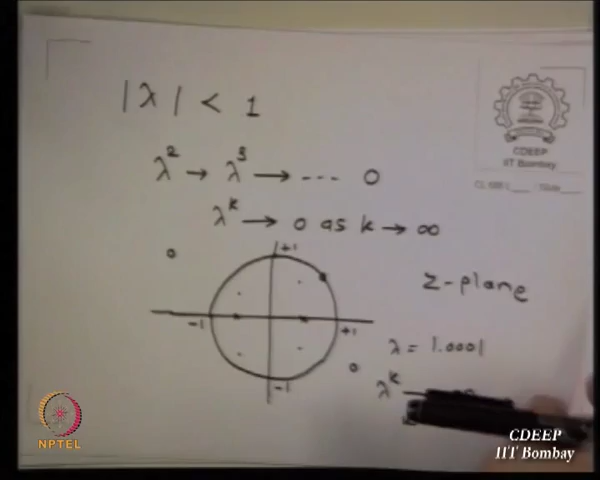 |λ| < 1
λ² → λ³ → --- 0
λᵏ → 0 as k → ∞
+1
z-plane
-1
+1
λ = 1.0001
-1
λᵏ
CDEEP
IIT Bombay
NPTEL
CDEEP
IIT Bombay